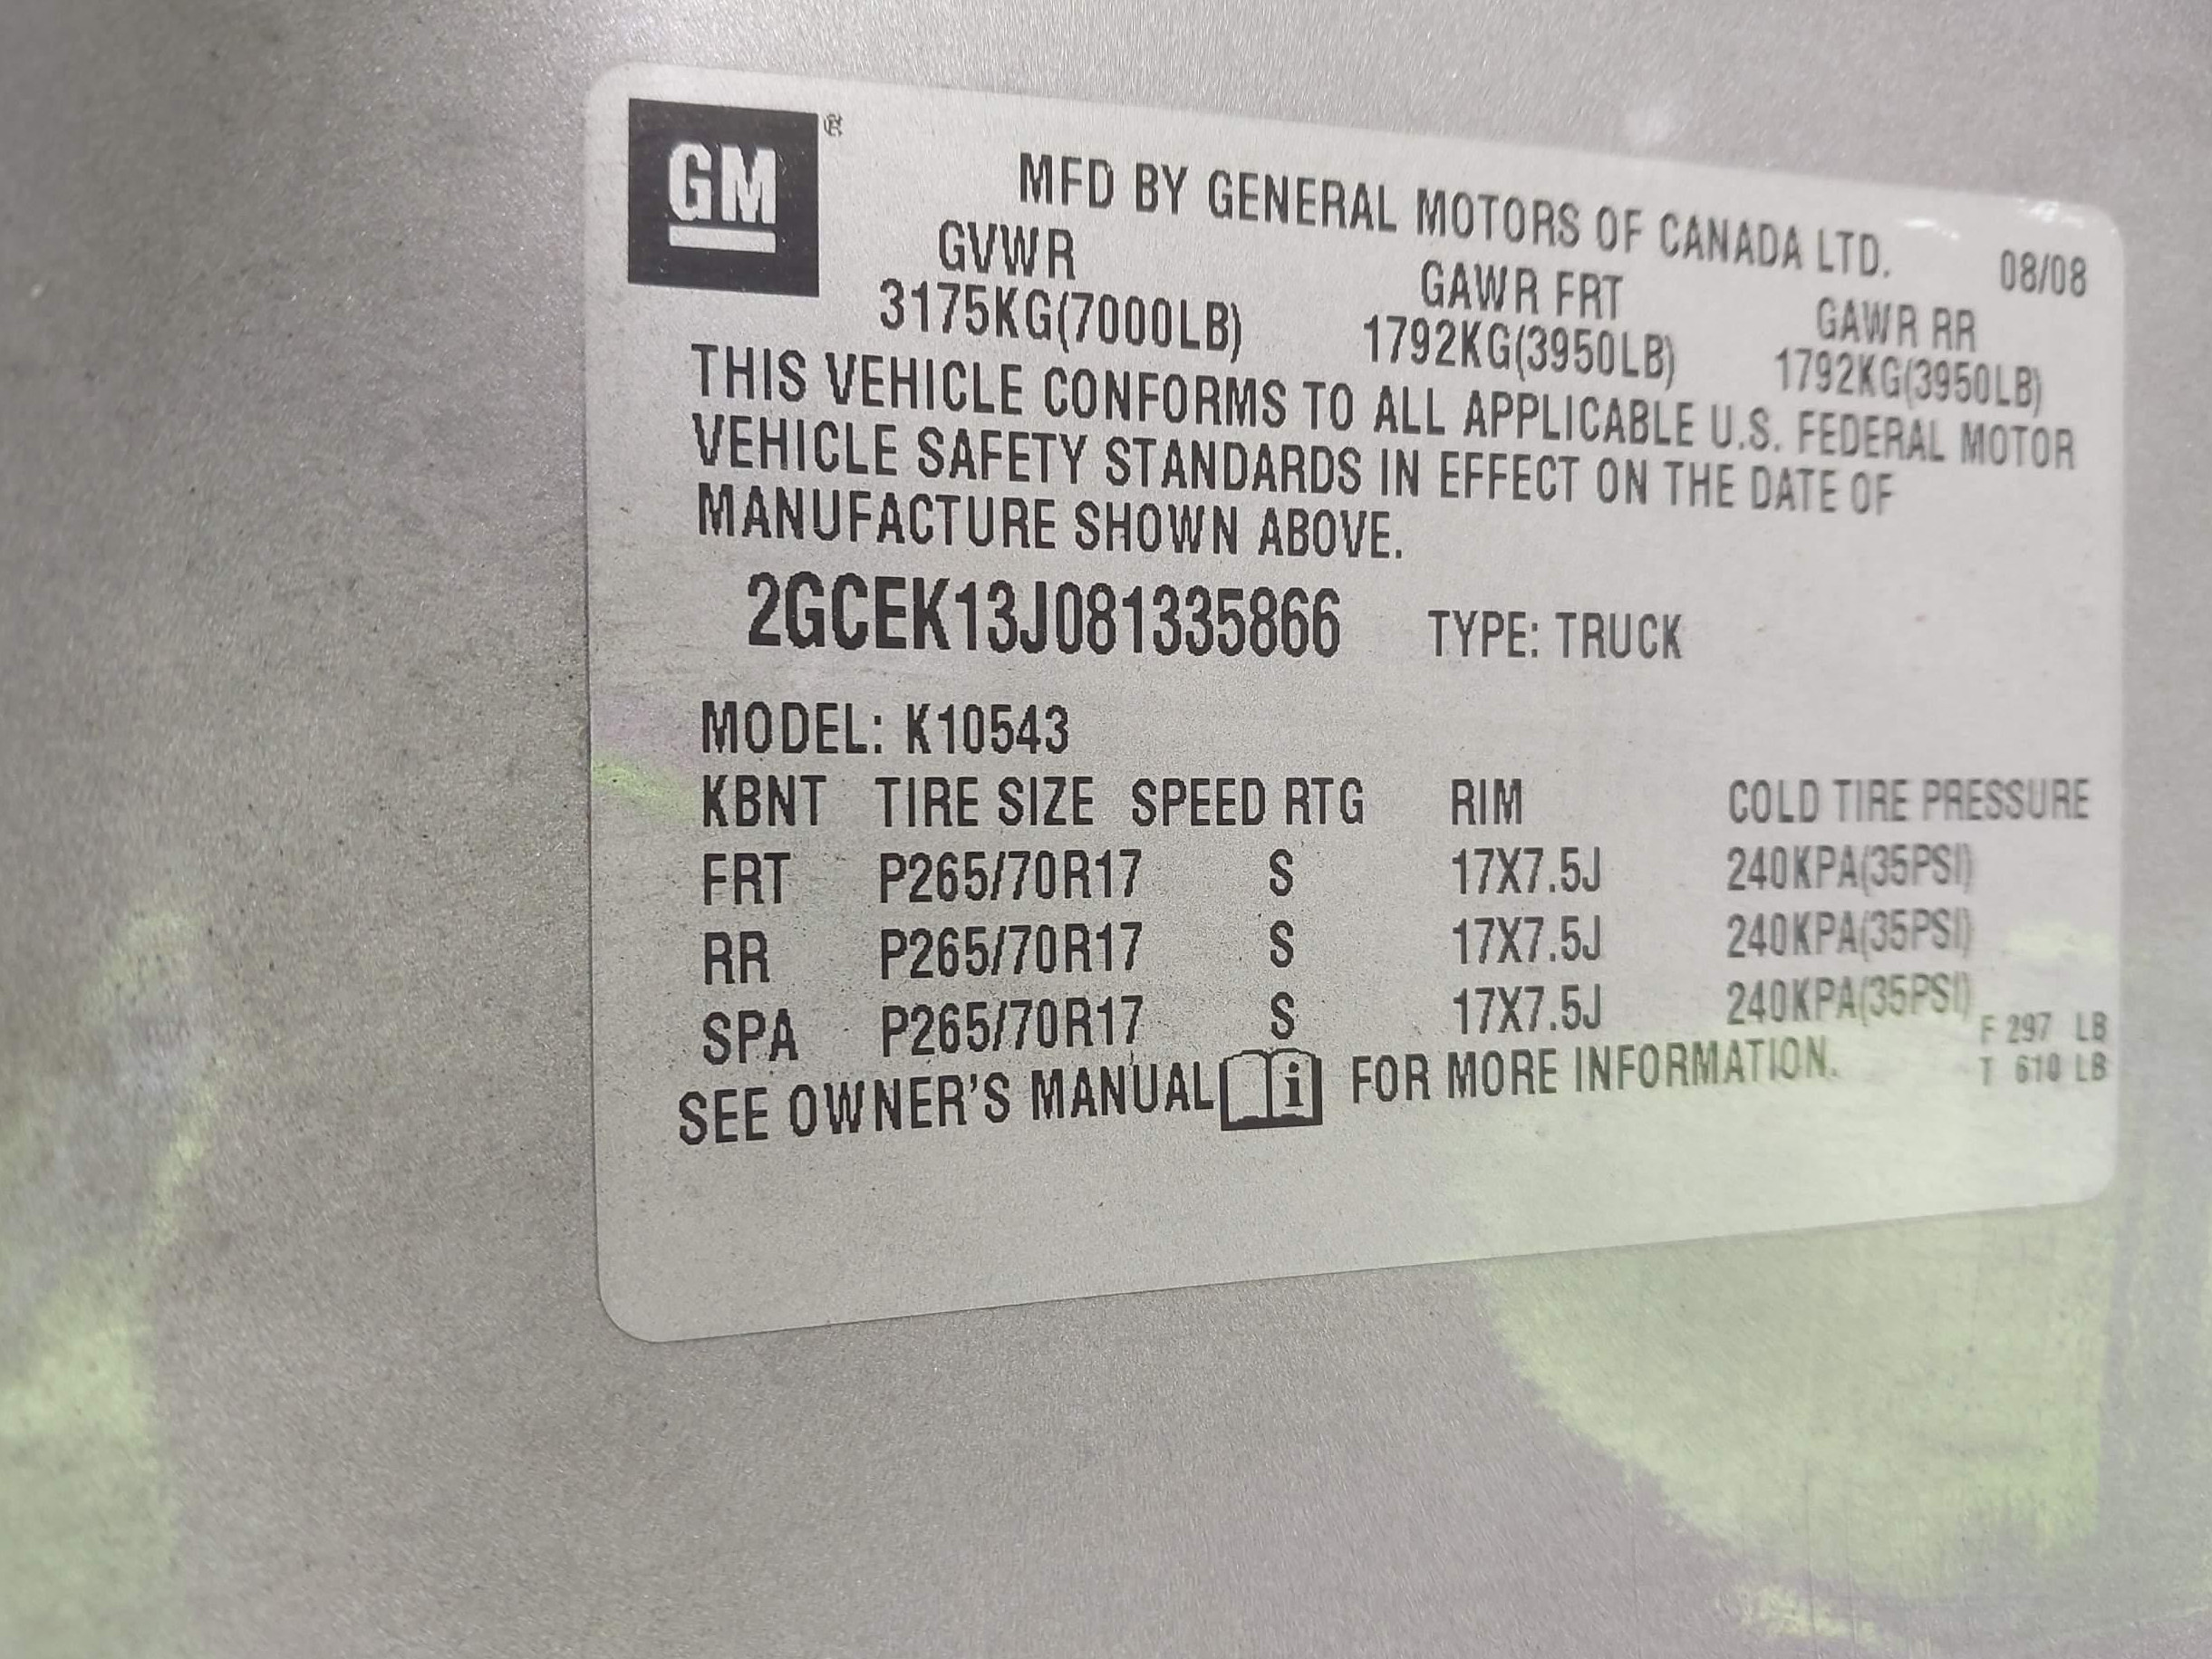 GM ®
MFD BY GENERAL MOTORS OF CANADA LTD. 08/08
GVWR GAWR FRT GAWR RR
3175KG(7000LB) 1792KG(3950LB) 1792KG(3950LB)
THIS VEHICLE CONFORMS TO ALL APPLICABLE U.S. FEDERAL MOTOR
VEHICLE SAFETY STANDARDS IN EFFECT ON THE DATE OF
MANUFACTURE SHOWN ABOVE.
2GCEK13J081335866 TYPE: TRUCK
MODEL: K10543
KBNT TIRE SIZE SPEED RTG RIM COLD TIRE PRESSURE
FRT P265/70R17 S 17X7.5J 240KPA(35PSI)
RR P265/70R17 S 17X7.5J 240KPA(35PSI)
SPA P265/70R17 S 17X7.5J 240KPA(35PSI)
F 297 LB
SEE OWNER'S MANUAL i FOR MORE INFORMATION. T 610 LB